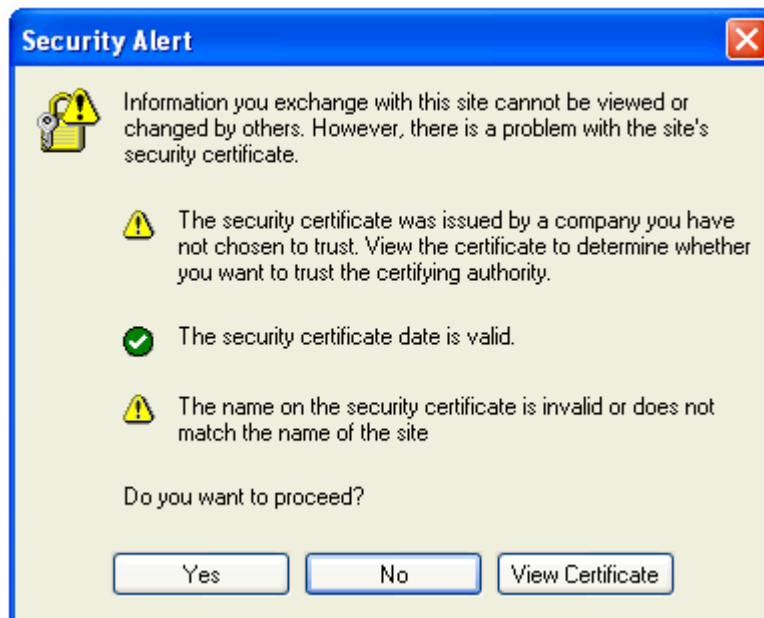 Security Alert
Information you exchange with this site cannot be viewed or
changed by others. However, there is a problem with the site's
security certificate.
The security certificate was issued by a company you have
not chosen to trust. View the certificate to determine whether
you want to trust the certifying authority.
The security certificate date is valid.
The name on the security certificate is invalid or does not
match the name of the site
Do you want to proceed?
Yes No View Certificate